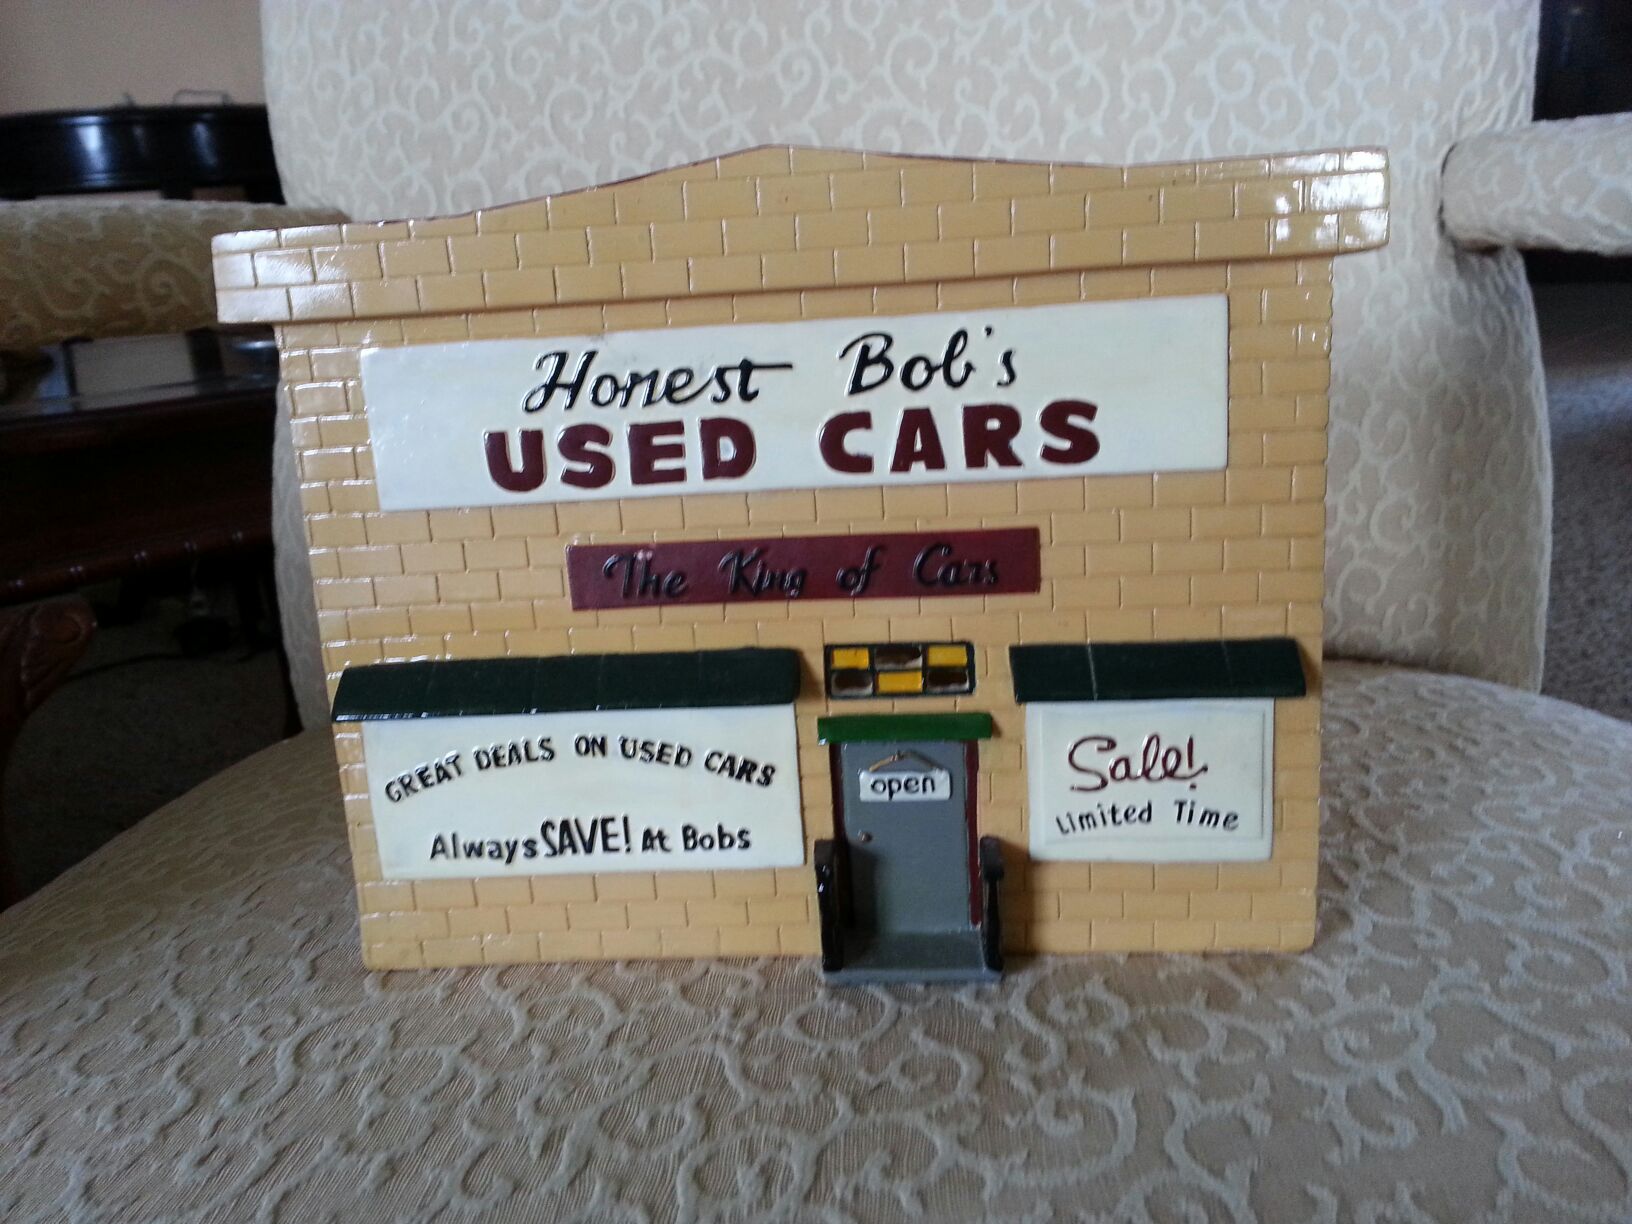 Honest Bob's
USED CARS
The King of Cars
GREAT DEALS ON USED CARS
Always SAVE! At Bobs
open
Sale!
Limited Time